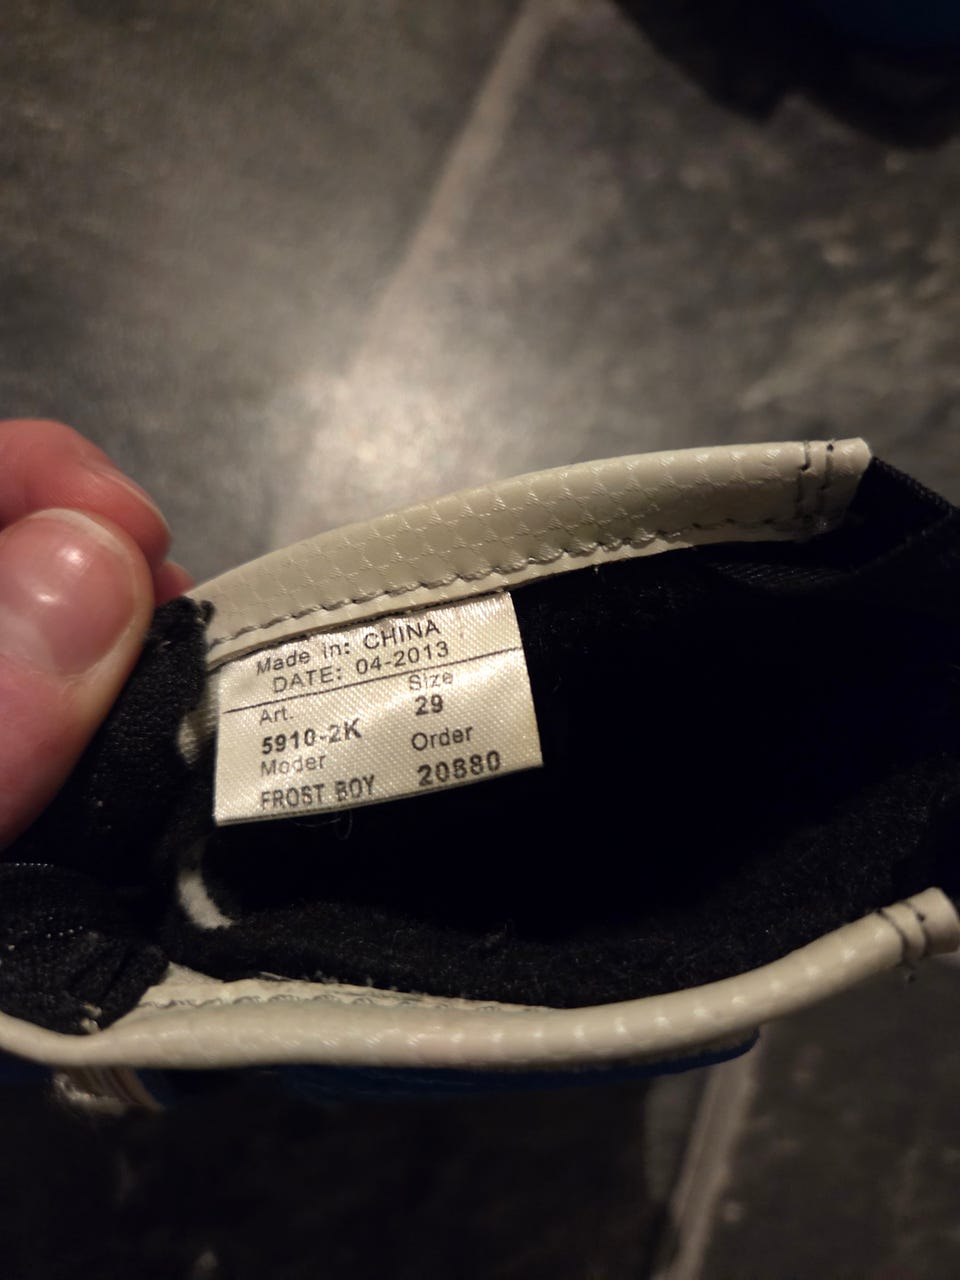 Made in: CHINA
DATE: 04-2013
Art. Size
5910-2K 29
Moder Order
FROST BOY 20880